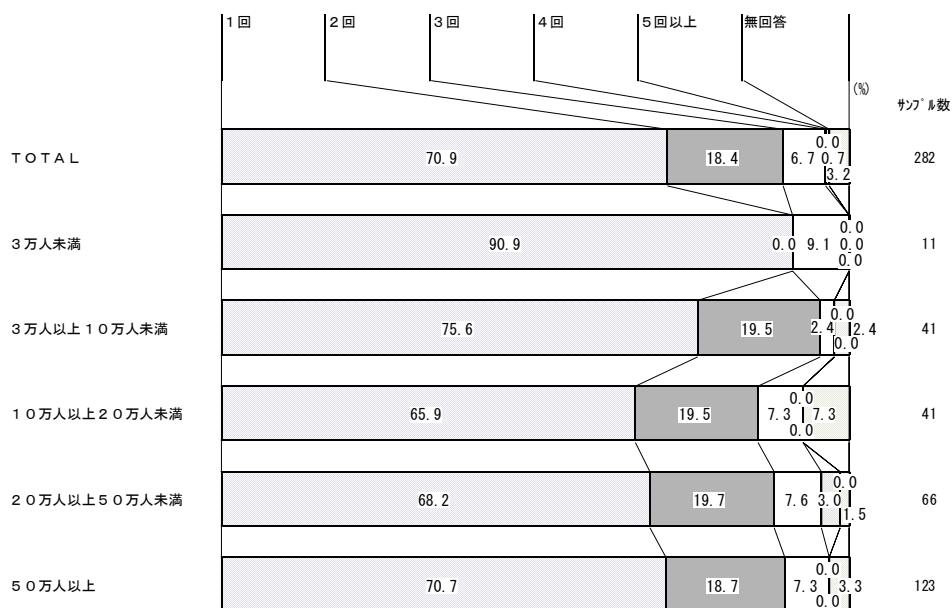 １回 ２回 ３回 ４回 ５回以上 無回答
(%)
ｻﾝﾌﾟﾙ数
0.0
ＴＯＴＡＬ 70.9 18.4 6.7 0.7 282
3.2
0.0
３万人未満 90.9 0.0 9.1 0.0 11
0.0
0.0
３万人以上１０万人未満 75.6 19.5 2.4 2.4 41
0.0
0.0
１０万人以上２０万人未満 65.9 19.5 7.3 7.3 41
0.0
0.0
２０万人以上５０万人未満 68.2 19.7 7.6 3.0 66
1.5
0.0
５０万人以上 70.7 18.7 7.3 3.3 123
0.0